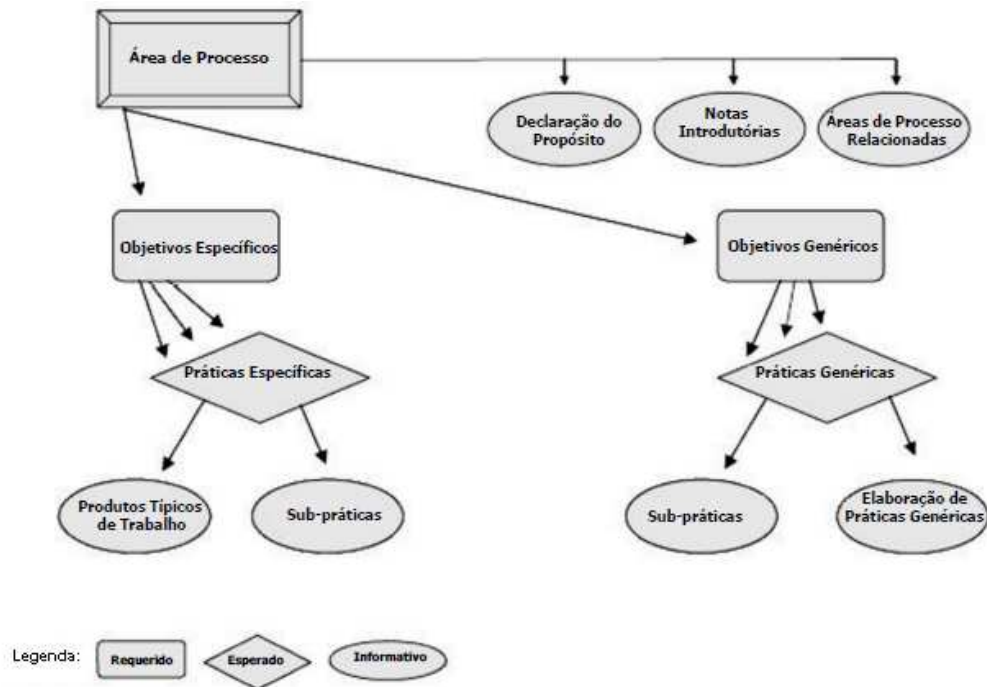 Área de Processo
Declaração do
Propósito
Notas
Introdutórias
Áreas de Processo
Relacionadas
Objetivos Específicos
Objetivos Genéricos
Práticas Específicas
Práticas Genéricas
Produtos Típicos
de Trabalho
Sub-práticas
Sub-práticas
Elaboração de
Práticas Genéricas
Legenda:
Requerido
Esperado
Informativo